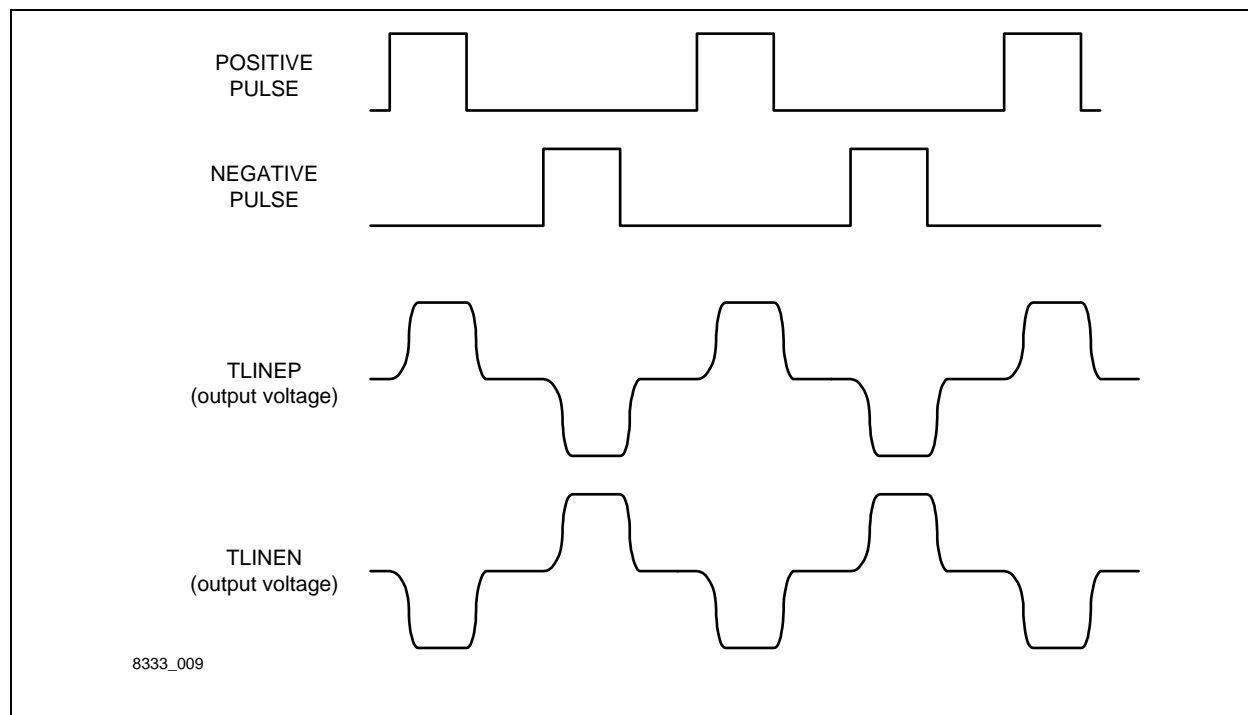 POSITIVE
PULSE
NEGATIVE
PULSE
TLINEP
(output voltage)
TLINEN
(output voltage)
8333_009